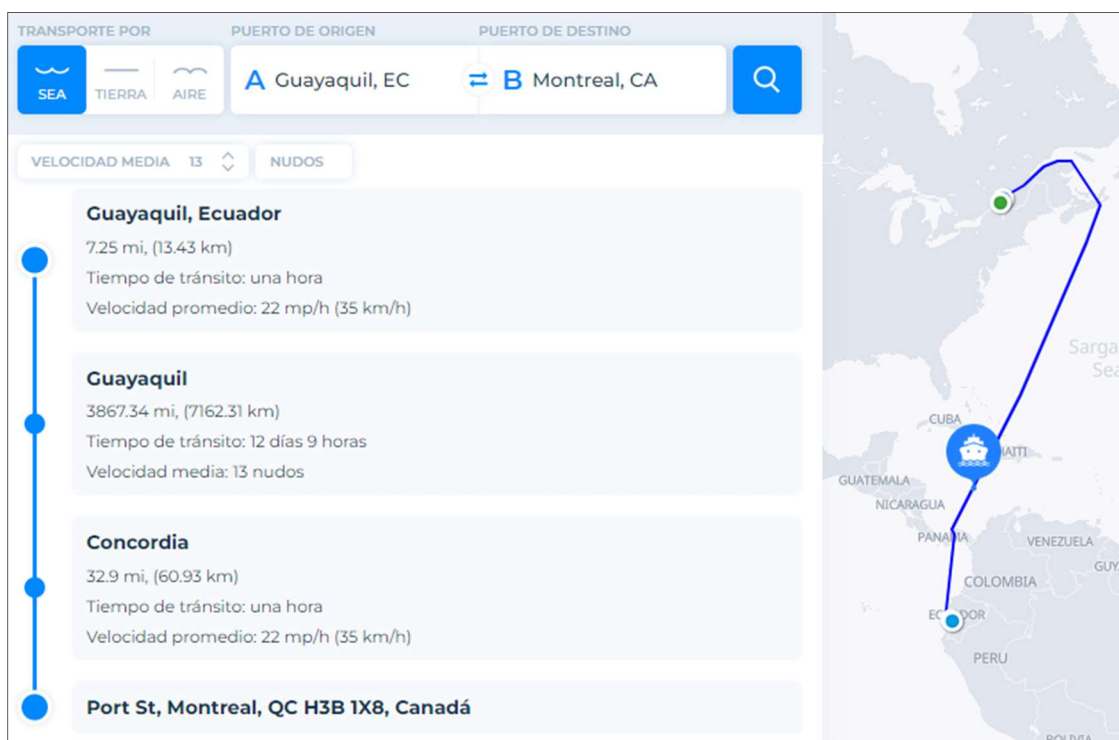 TRANSPORTE POR
PUERTO DE ORIGEN
PUERTO DE DESTINO
SEA
TIERRA
AIRE
A Guayaquil, EC
B Montreal, CA
VELOCIDAD MEDIA 13
NUDOS
Guayaquil, Ecuador
7.25 mi, (13.43 km)
Tiempo de tránsito: una hora
Velocidad promedio: 22 mp/h (35 km/h)
Guayaquil
3867.34 mi, (7162.31 km)
Tiempo de tránsito: 12 días 9 horas
Velocidad media: 13 nudos
Concordia
32.9 mi, (60.93 km)
Tiempo de tránsito: una hora
Velocidad promedio: 22 mp/h (35 km/h)
Port St, Montreal, QC H3B 1X8, Canadá
Sarga
Sea
CUBA
HAITI
GUATEMALA
NICARAGUA
PANAMA
VENEZUELA
GUY
COLOMBIA
ECUADOR
PERU
BOLIVIA